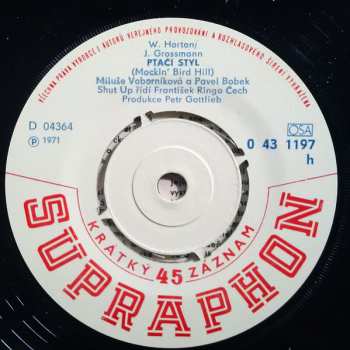 VŠECHNA PRÁVA VÝROBCE I AUTORŮ VEŘEJNÉHO PROVOZOVÁNÍ A ROZHLASOVÉHO ŠÍŘENÍ VYHRAZENA
W. Horton/
J. Grossmann
PTAČÍ STYL
(Mockin' Bird Hill)
Miluše Voborníková a Pavel Bobek
Shut Up řídí František Ringo Čech
Produkce Petr Gottlieb
D 04364
℗ 1971
OSA
0 43 1197
h
KRÁTKÝ 45 ZÁZNAM
SUPRAPHON